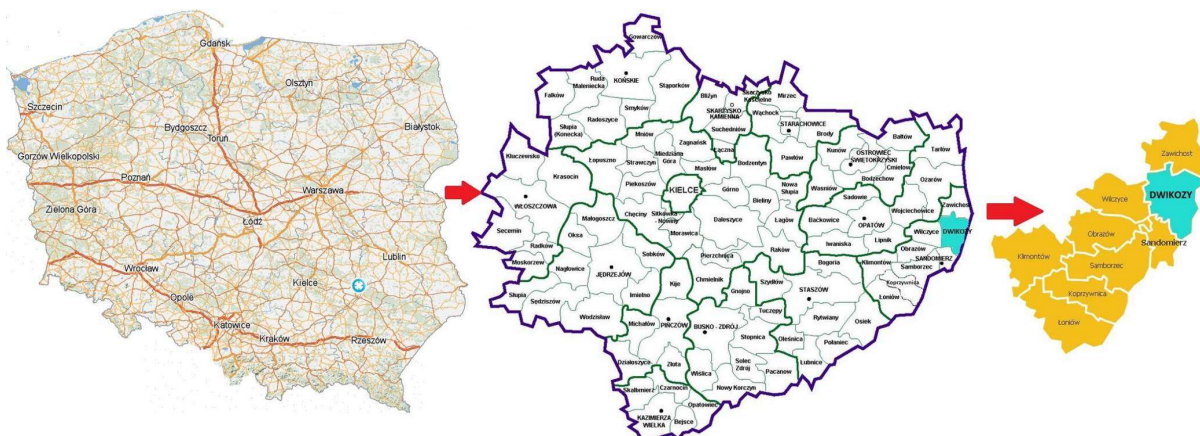 Gdańsk
Olsztyn
Szczecin
Bydgoszcz
Białystok
Toruń
Gorzów Wielkopolski
Poznań
Warszawa
Zielona Góra
Łódź
Lublin
Wrocław
Kielce
Opole
Katowice
Kraków
Rzeszów
Gowarczów
KOŃSKIE
Ruda
Maleniecka
Fałków
Stąporków
Smyków
Radoszyce
Słupia
(Konecka)
Bliżyn
Skarżysko
Kościelne
Mirzec
SKARŻYSKO
KAMIENNA
Wąchock
STARACHOWICE
Suchedniów
Brody
Bałtów
Mniów
Zagnańsk
Łączna
Kunów
OSTROWIEC
ŚWIĘTOKRZYSKI
Tarłów
Kluczewsko
Łopuszno
Strawczyn
Miedziana
Góra
Masłów
Bodzentyn
Pawłów
Ćmielów
Bodzechów
Ożarów
Krasocin
Piekoszów
KIELCE
Górno
Nowa
Słupia
Waśniów
Sadowie
Zawichost
WŁOSZCZOWA
Małogoszcz
Chęciny
Sitkówka
-Nowiny
Daleszyce
Bieliny
Łagów
Baćkowice
OPATÓW
Wojciechowice
Wilczyce
DWIKOZY
Secemin
Oksa
Morawica
Radków
Sobków
Pierzchnica
Raków
Iwaniska
Lipnik
Obrazów
SANDOMIERZ
Moskorzew
Nagłowice
JĘDRZEJÓW
Chmielnik
Szydłów
Bogoria
Klimontów
Samborzec
Koprzywnica
Słupia
Sędziszów
Imielno
Kije
Gnojno
STASZÓW
Łoniów
Wodzisław
Michałów
PIŃCZÓW
BUSKO - ZDRÓJ
Tuczępy
Rytwiany
Osiek
Stopnica
Oleśnica
Połaniec
Działoszyce
Złota
Wiślica
Solec
Zdrój
Pacanów
Łubnice
Skalbmierz
Czarnocin
Nowy Korczyn
Opatowiec
KAZIMIERZA
WIELKA
Bejsce
Zawichost
DWIKOZY
Wilczyce
Obrazów
Sandomierz
Klimontów
Samborzec
Koprzywnica
Łoniów